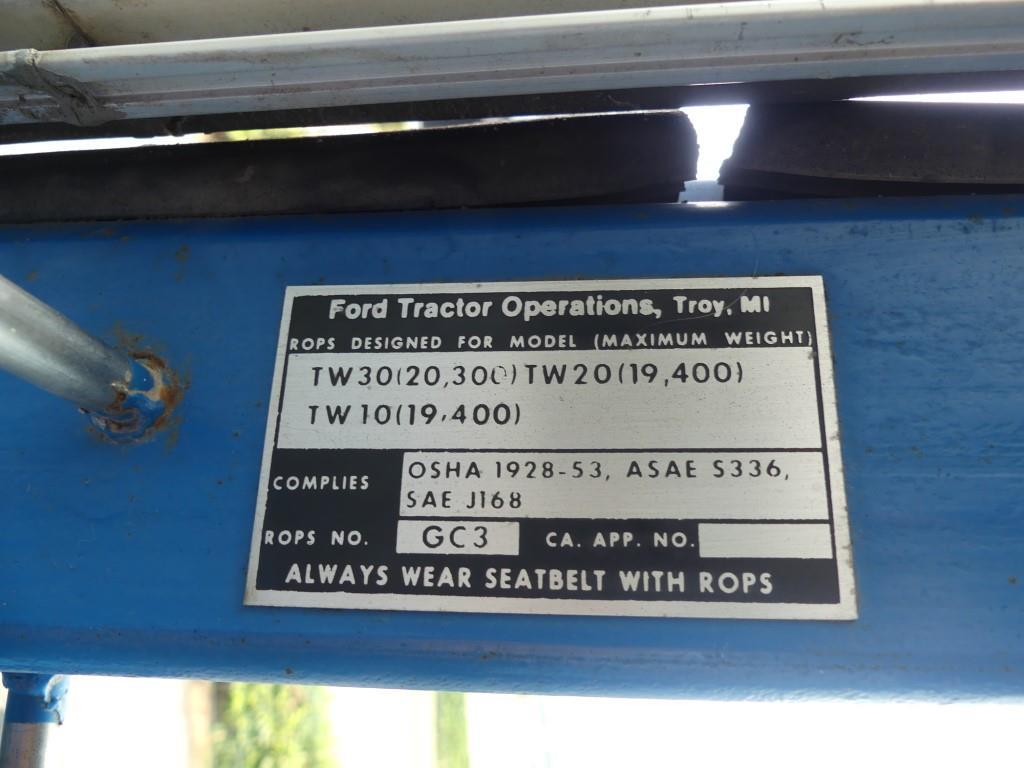 Ford Tractor Operations, Troy, MI
ROPS DESIGNED FOR MODEL (MAXIMUM WEIGHT)
TW30(20,300) TW20(19,400)
TW10(19,400)
COMPLIES
OSHA 1928-53, ASAE S336,
SAE J168
ROPS NO. GC3 CA. APP. NO.
ALWAYS WEAR SEATBELT WITH ROPS